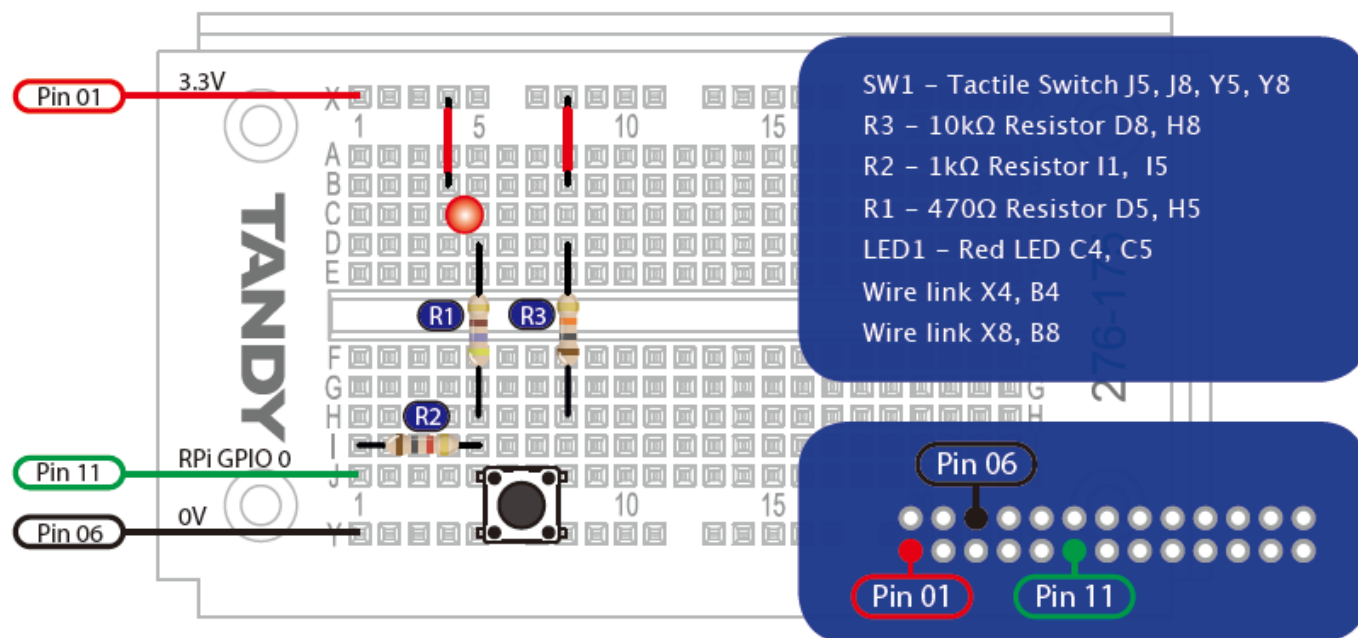 3.3V
Pin 01
X
1 5 10 15
A
B
C
D
E
TANDY
R1 R3
F
G G
H H
R2
I
RPi GPIO 0
Pin 11
J
1 10 15
0V
Pin 06
Y
SW1 – Tactile Switch J5, J8, Y5, Y8
R3 – 10kΩ Resistor D8, H8
R2 – 1kΩ Resistor I1, I5
R1 – 470Ω Resistor D5, H5
LED1 – Red LED C4, C5
Wire link X4, B4
Wire link X8, B8
Pin 06
Pin 01
Pin 11